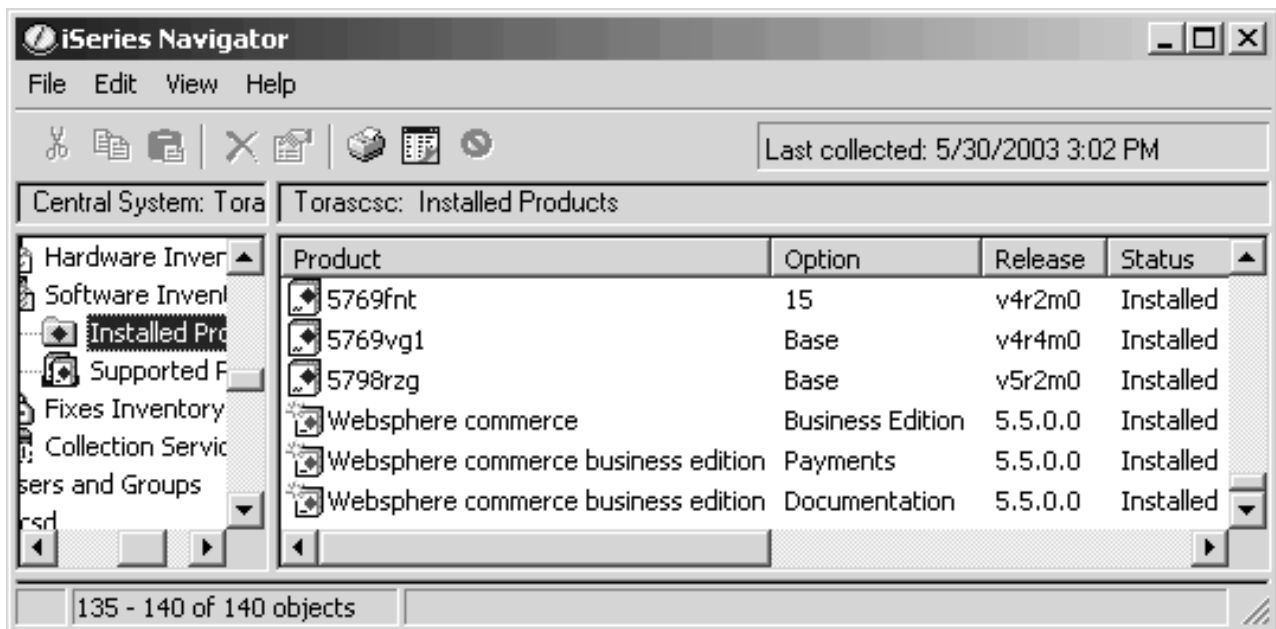 iSeries Navigator
File Edit View Help
Last collected: 5/30/2003 3:02 PM
Central System: Tora
Torascsc: Installed Products
Hardware Inver
Software Invent
Installed Pro
Supported P
Fixes Inventory
Collection Servic
sers and Groups
rsd
Product Option Release Status
5769fnt 15 v4r2m0 Installed
5769vg1 Base v4r4m0 Installed
5798rzg Base v5r2m0 Installed
Websphere commerce Business Edition 5.5.0.0 Installed
Websphere commerce business edition Payments 5.5.0.0 Installed
Websphere commerce business edition Documentation 5.5.0.0 Installed
135 - 140 of 140 objects